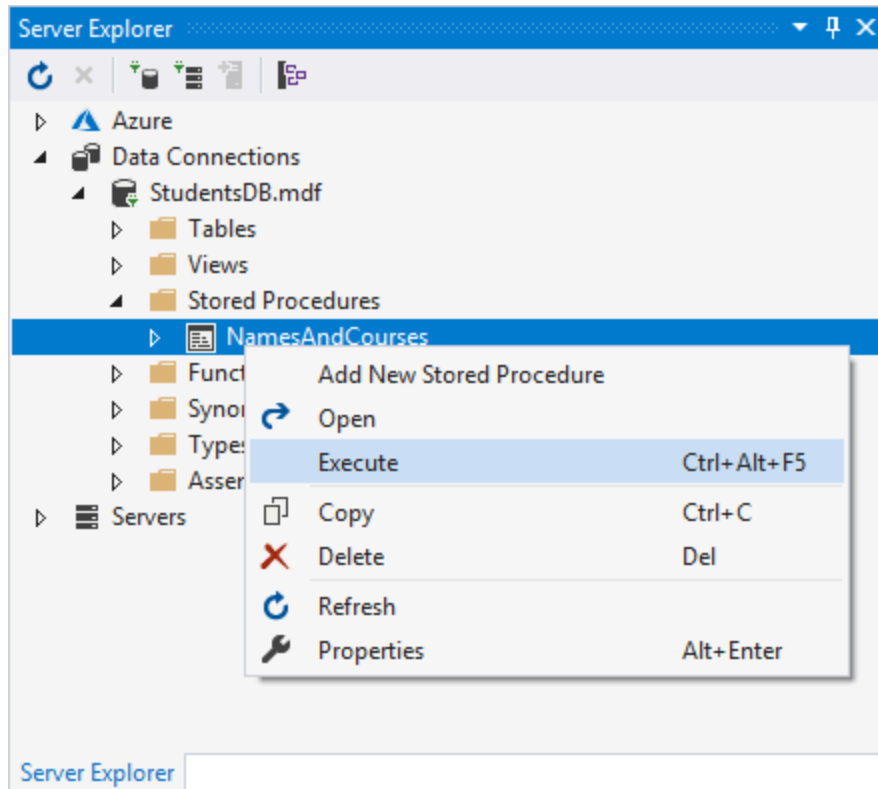 Server Explorer
Azure
Data Connections
StudentsDB.mdf
Tables
Views
Stored Procedures
NamesAndCourses
Funct
Add New Stored Procedure
Synor
Open
Types
Execute Ctrl+Alt+F5
Asser
Servers
Copy Ctrl+C
Delete Del
Refresh
Properties Alt+Enter
Server Explorer